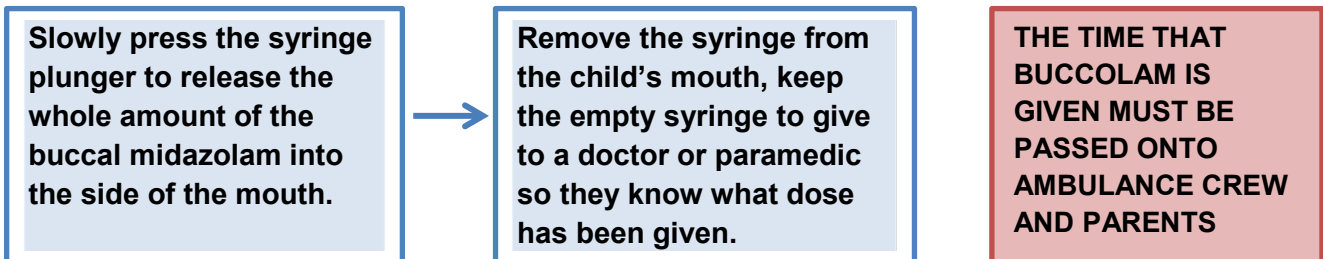 Slowly press the syringe
plunger to release the
whole amount of the
buccal midazolam into
the side of the mouth.
Remove the syringe from
the child’s mouth, keep
the empty syringe to give
to a doctor or paramedic
so they know what dose
has been given.
THE TIME THAT
BUCCOLAM IS
GIVEN MUST BE
PASSED ONTO
AMBULANCE CREW
AND PARENTS